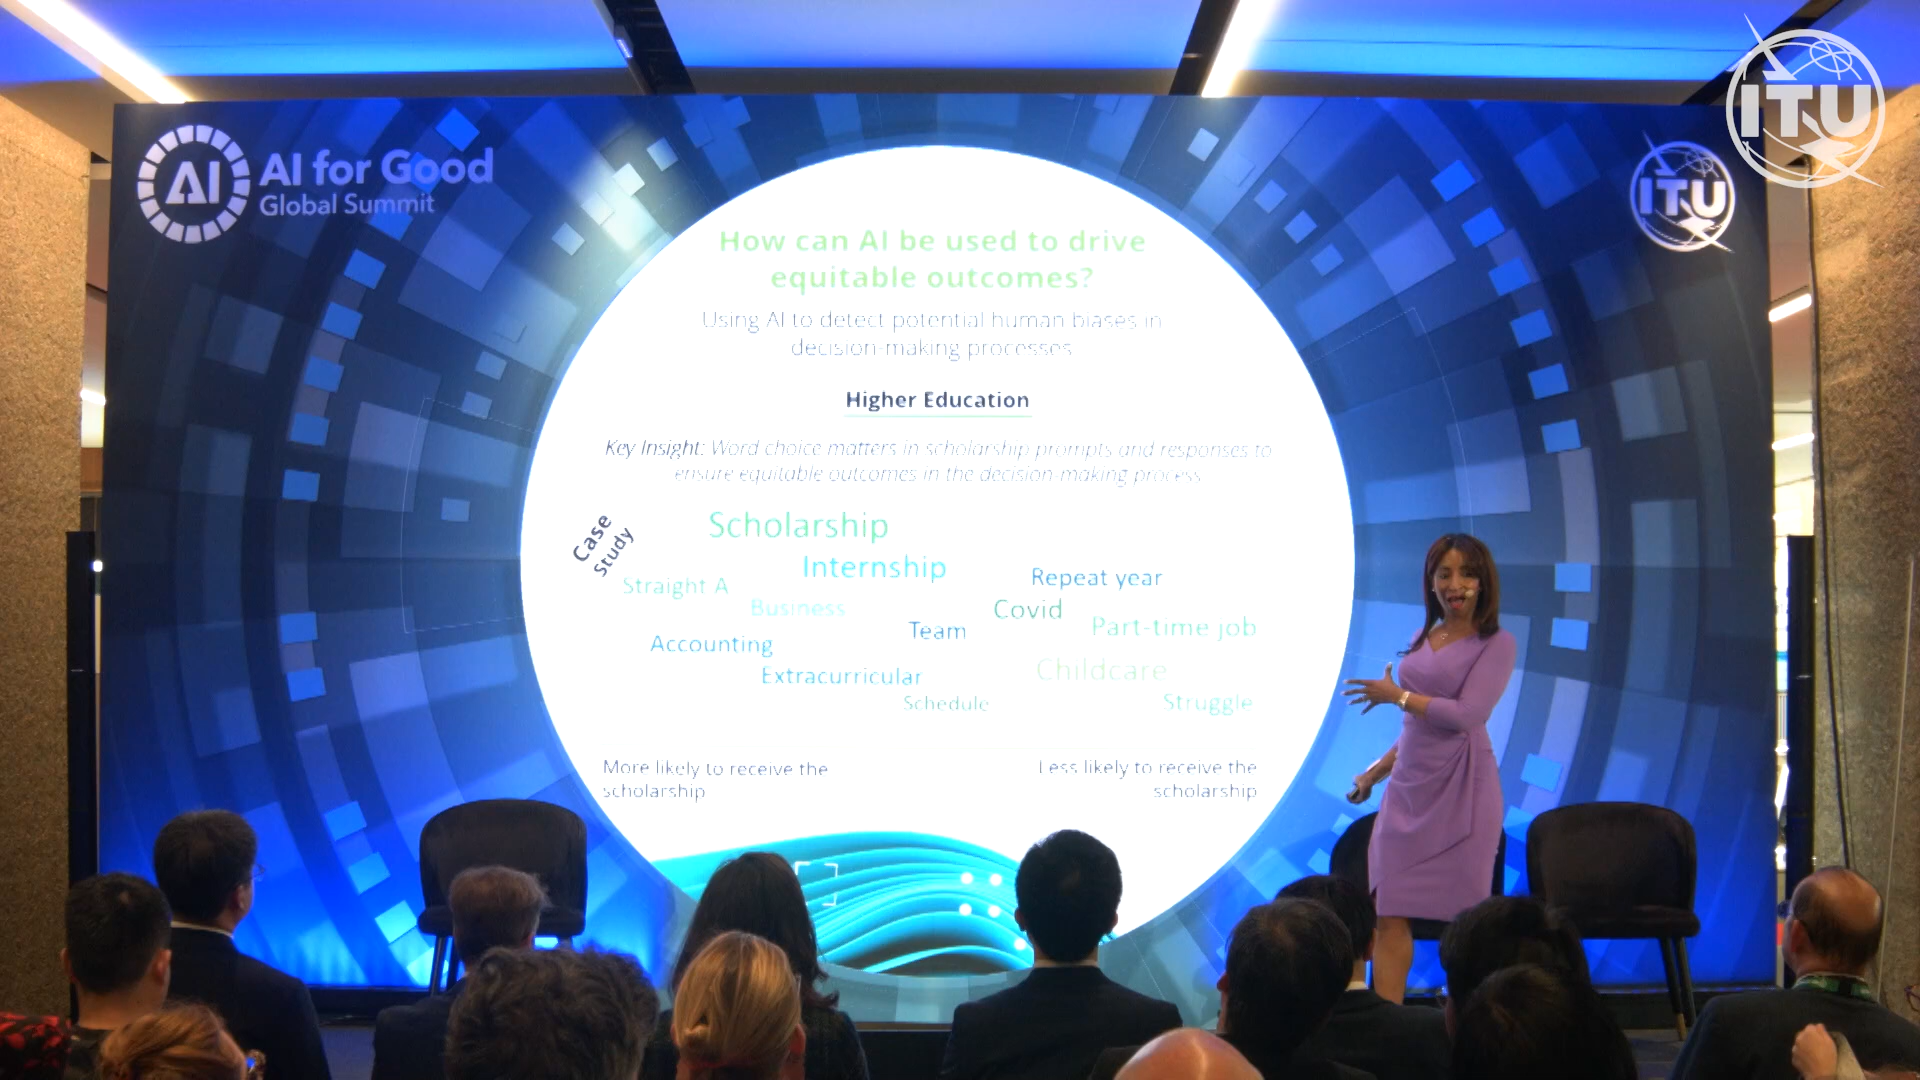 ITU
AI
AI for Good
Global Summit
ITU
How can AI be used to drive
equitable outcomes?
Using AI to detect potential human biases in
decision-making processes
Higher Education
Key Insight: Word choice matters in scholarship prompts and responses to
ensure equitable outcomes in the decision-making process
Case
Study
Scholarship
Internship
Straight A
Business
Accounting
Team
Extracurricular
Schedule
Repeat year
Covid
Part-time job
Childcare
Struggle
More likely to receive the
scholarship
Less likely to receive the
scholarship